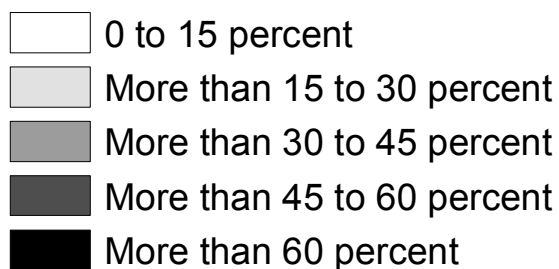 0 to 15 percent
More than 15 to 30 percent
More than 30 to 45 percent
More than 45 to 60 percent
More than 60 percent